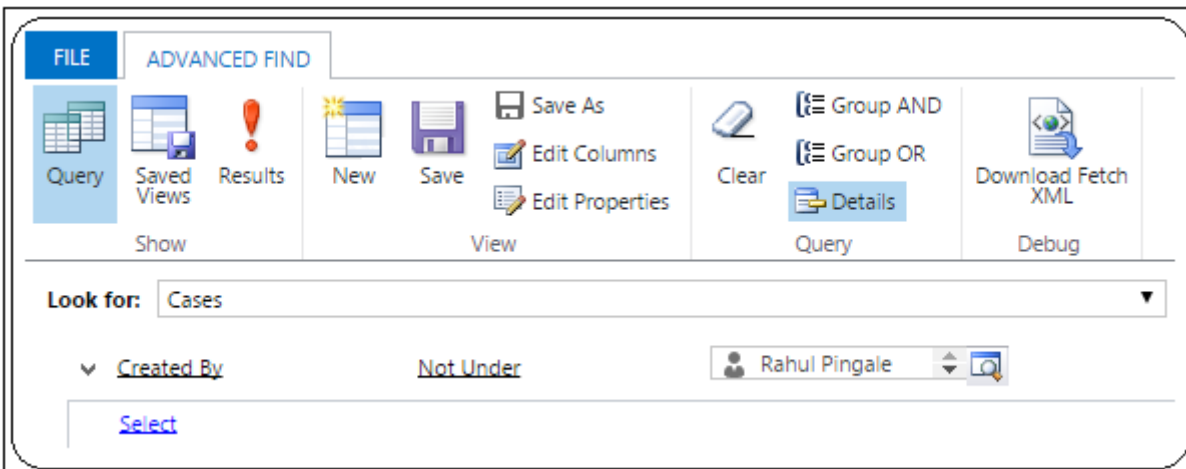 FILE ADVANCED FIND
Query
Saved Views
Results
Show
New
Save
Save As
Edit Columns
Edit Properties
View
Clear
Group AND
Group OR
Details
Query
Download Fetch XML
Debug
Look for: Cases
Created By Not Under Rahul Pingale
Select